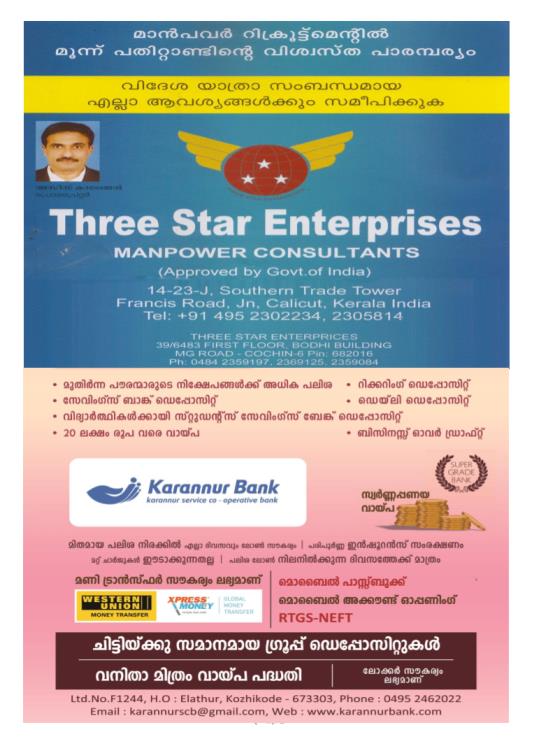 മാൻപവർ റിക്രൂട്ട്മെന്റിൽ
മൂന്ന് പതിറ്റാണ്ടിന്റെ വിശ്വസ്ത പാരമ്പര്യം
വിദേശ യാത്രാ സംബന്ധമായ
എല്ലാ ആവശ്യങ്ങൾക്കും സമീപിക്കുക
Three Star Enterprises
MANPOWER CONSULTANTS
(Approved by Govt.of India)
14-23-J, Southern Trade Tower
Francis Road, Jn, Calicut, Kerala India
Tel: +91 495 2302234, 2305814
THREE STAR ENTERPRICES
39/6483 FIRST FLOOR, BODHI BUILDING
MG ROAD - COCHIN-6 Pin: 682016
Ph: 0484 2359197, 2369125, 2359084
• മുതിർന്ന പൗരന്മാരുടെ നിക്ഷേപങ്ങൾക്ക് അധിക പലിശ • റിക്കറിംഗ് ഡെപ്പോസിറ്റ്
• സേവിംഗ്സ് ബാങ്ക് ഡെപ്പോസിറ്റ് • ഡെയ്‌ലി ഡെപ്പോസിറ്റ്
• വിദ്യാർത്ഥികൾക്കായി സ്റ്റുഡന്റ്സ് സേവിംഗ്സ് ബേങ്ക് ഡെപ്പോസിറ്റ്
• 20 ലക്ഷം രൂപ വരെ വായ്പ • ബിസിനസ്സ് ഓവർ ഡ്രാഫ്റ്റ്
Karannur Bank
karannur service co - operative bank
SUPER
GRADE
BANK
സ്വർണ്ണപ്പണയ
വായ്പ
മിതമായ പലിശ നിരക്കിൽ എല്ലാ ദിവസവും ലോൺ സൗകര്യം | പരിപൂർണ്ണ ഇൻഷുറൻസ് സംരക്ഷണം
മറ്റ് ചാർജുകൾ ഈടാക്കുന്നതല്ല | പലിശ ലോൺ നിലനിൽക്കുന്ന ദിവസത്തേക്ക് മാത്രം
മണി ട്രാൻസ്ഫർ സൗകര്യം ലഭ്യമാണ്
WESTERN
UNION
MONEY TRANSFER
XPRESS
MONEY
GLOBAL
MONEY
TRANSFER
മൊബൈൽ പാസ്സ്ബുക്ക്
മൊബൈൽ അക്കൗണ്ട് ഓപ്പണിംഗ്
RTGS-NEFT
ചിട്ടിയ്ക്കു സമാനമായ ഗ്രൂപ്പ് ഡെപ്പോസിറ്റുകൾ
വനിതാ മിത്രം വായ്പ പദ്ധതി
ലോക്കർ സൗകര്യം
ലഭ്യമാണ്
Ltd.No.F1244, H.O : Elathur, Kozhikode - 673303, Phone : 0495 2462022
Email : karannurscb@gmail.com, Web : www.karannurbank.com